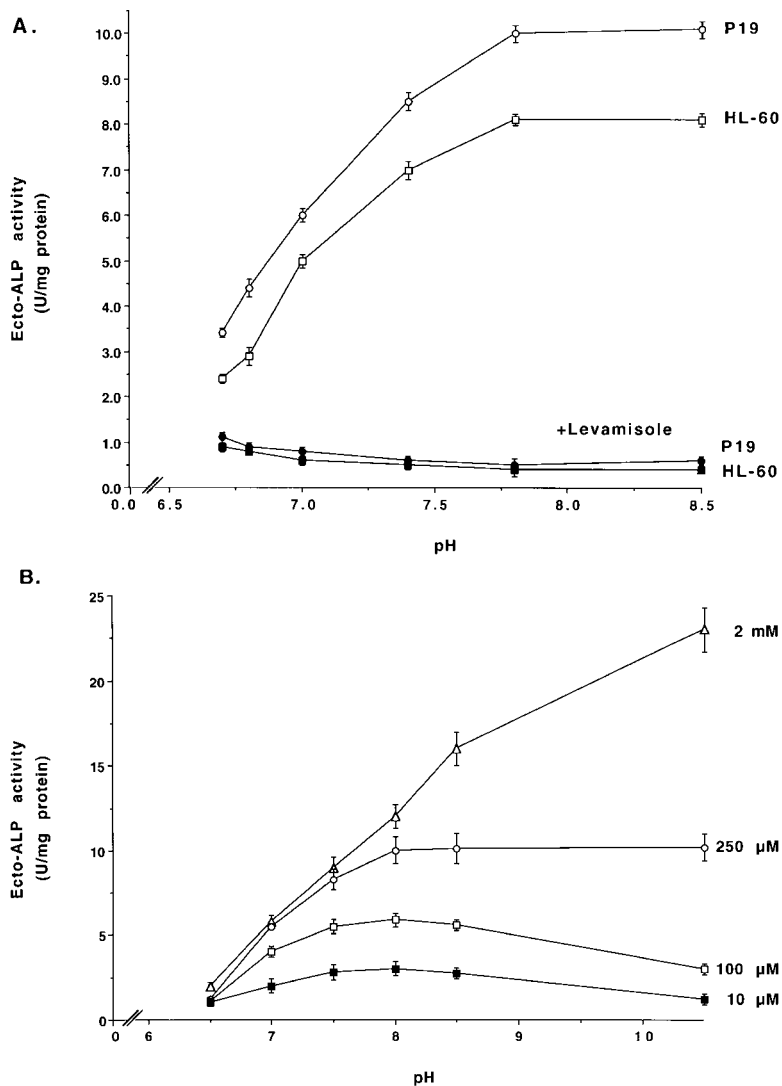 A.
P19
HL-60
10.0
9.0
8.0
7.0
6.0
5.0
4.0
3.0
2.0
1.0
0.0
Ecto-ALP activity
(U/mg protein)
+Levamisole
P19
HL-60
0.0 6.5 7.0 7.5 8.0 8.5
pH
B.
25
20
15
10
5
0
Ecto-ALP activity
(U/mg protein)
2 mM
250 µM
100 µM
10 µM
0 6 7 8 9 10
pH